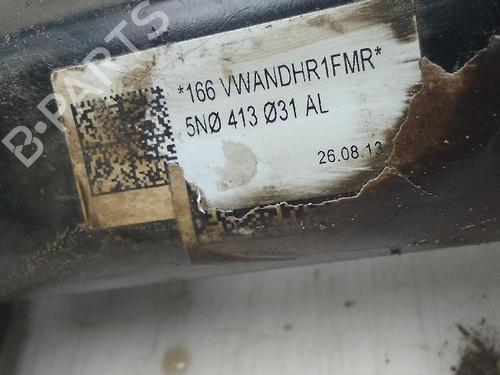 B-PARTS
*166 VWANDHR1FMR*
5NØ 413 Ø31 AL
26.08.13